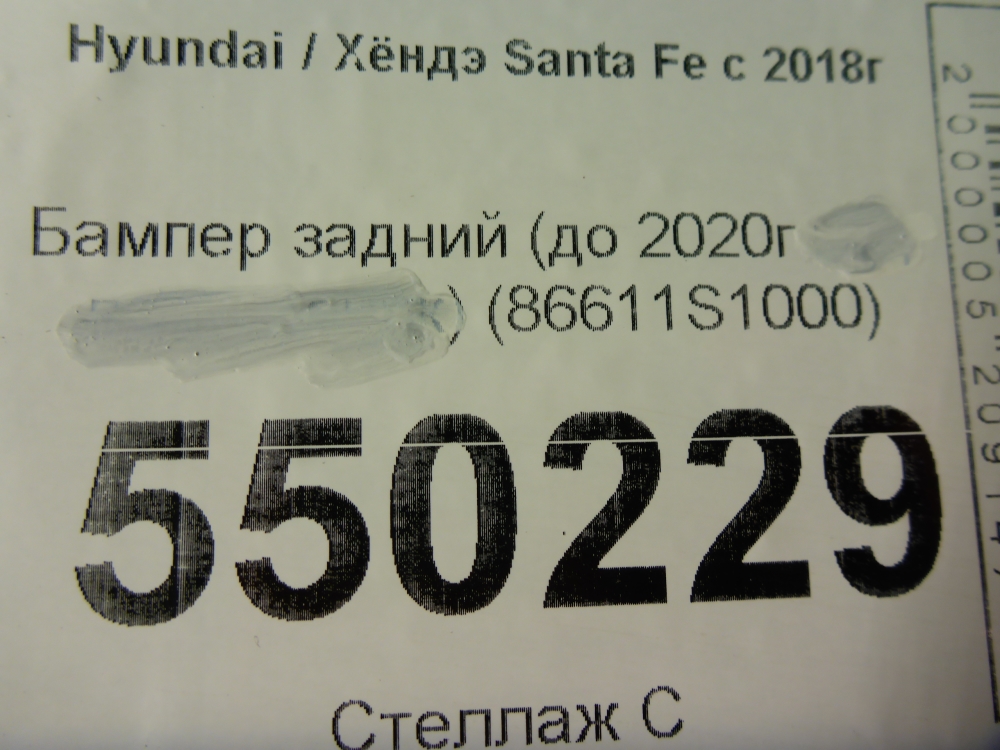 Hyundai / Хёндэ Santa Fe с 2018г
Бампер задний (до 2020г
) (86611S1000)
550229
Стеллаж С